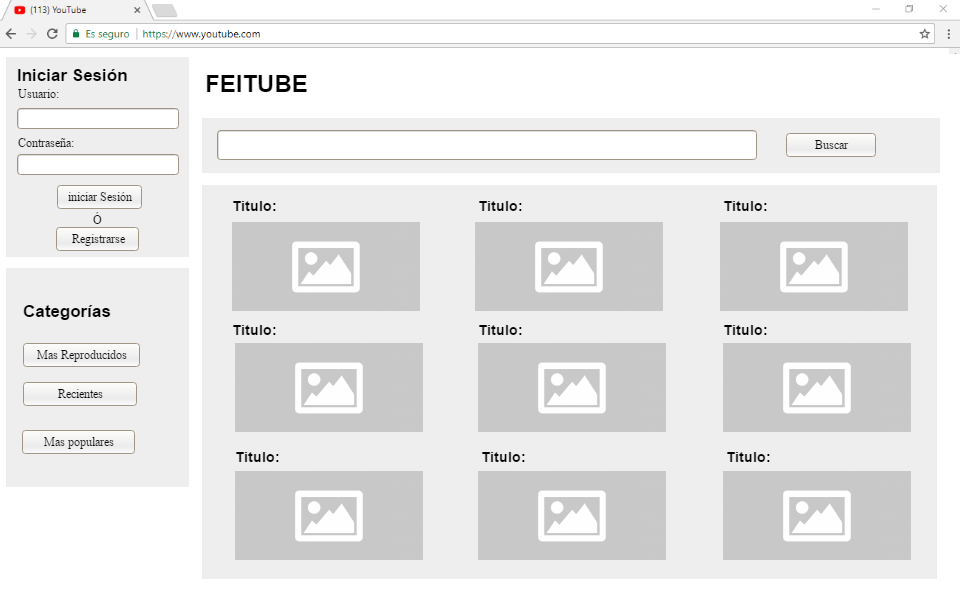 (113) YouTube
Es seguro
https://www.youtube.com
Iniciar Sesión
Usuario:
Contraseña:
iniciar Sesión
Ó
Registrarse
Categorías
Mas Reproducidos
Recientes
Mas populares
FEITUBE
Buscar
Titulo: Titulo: Titulo:
Titulo: Titulo: Titulo:
Titulo: Titulo: Titulo: